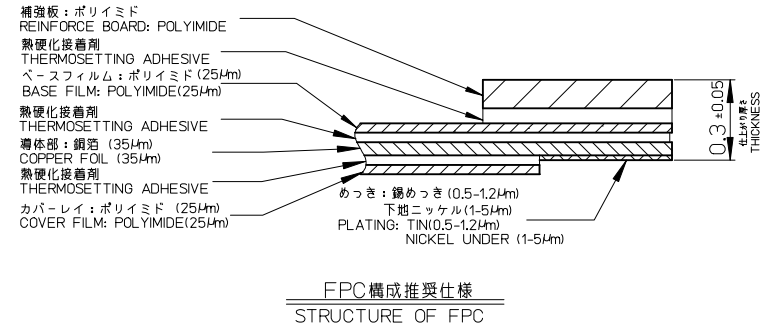 補強板：ポリイミド
REINFORCE BOARD: POLYIMIDE
熱硬化接着剤
THERMOSETTING ADHESIVE
ベースフィルム：ポリイミド(25μm)
BASE FILM: POLYIMIDE(25μm)
熱硬化接着剤
THERMOSETTING ADHESIVE
導体部：銅箔 (35μm)
COPPER FOIL (35μm)
熱硬化接着剤
THERMOSETTING ADHESIVE
カバーレイ：ポリイミド (25μm)
COVER FILM: POLYIMIDE(25μm)
めっき：錫めっき(0.5-1.2μm)
下地ニッケル(1-5μm)
PLATING: TIN(0.5-1.2μm)
NICKEL UNDER (1-5μm)
0.3 ±0.05
仕上がり厚さ
THICKNESS
FPC構成推奨仕様
STRUCTURE OF FPC